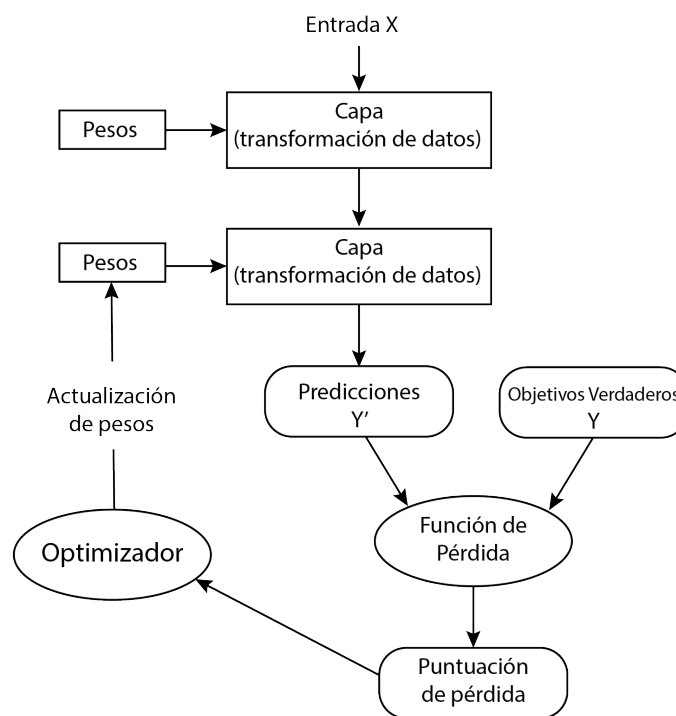 Entrada X
Capa
(transformación de datos)
Pesos
Capa
(transformación de datos)
Pesos
Predicciones
Y'
Objetivos Verdaderos
Y
Actualización
de pesos
Función de
Pérdida
Optimizador
Puntuación
de pérdida